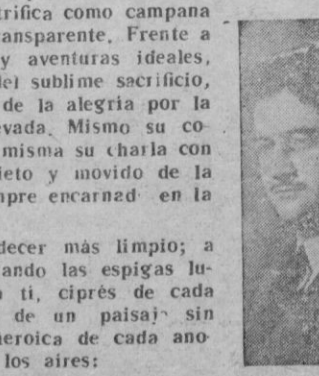 trifica como campana
ransparente. Frente a
y aventuras ideales,
del sublime sacrificio,
de la alegria por la
evada. Mismo su co-
misma su charla con
ieto y movido de la
mpre encarnad en la
decer más limpio; a
ando las espigas lu-
ti, ciprés de cada
de un paisaj sin
heroica de cada ano-
los aires: